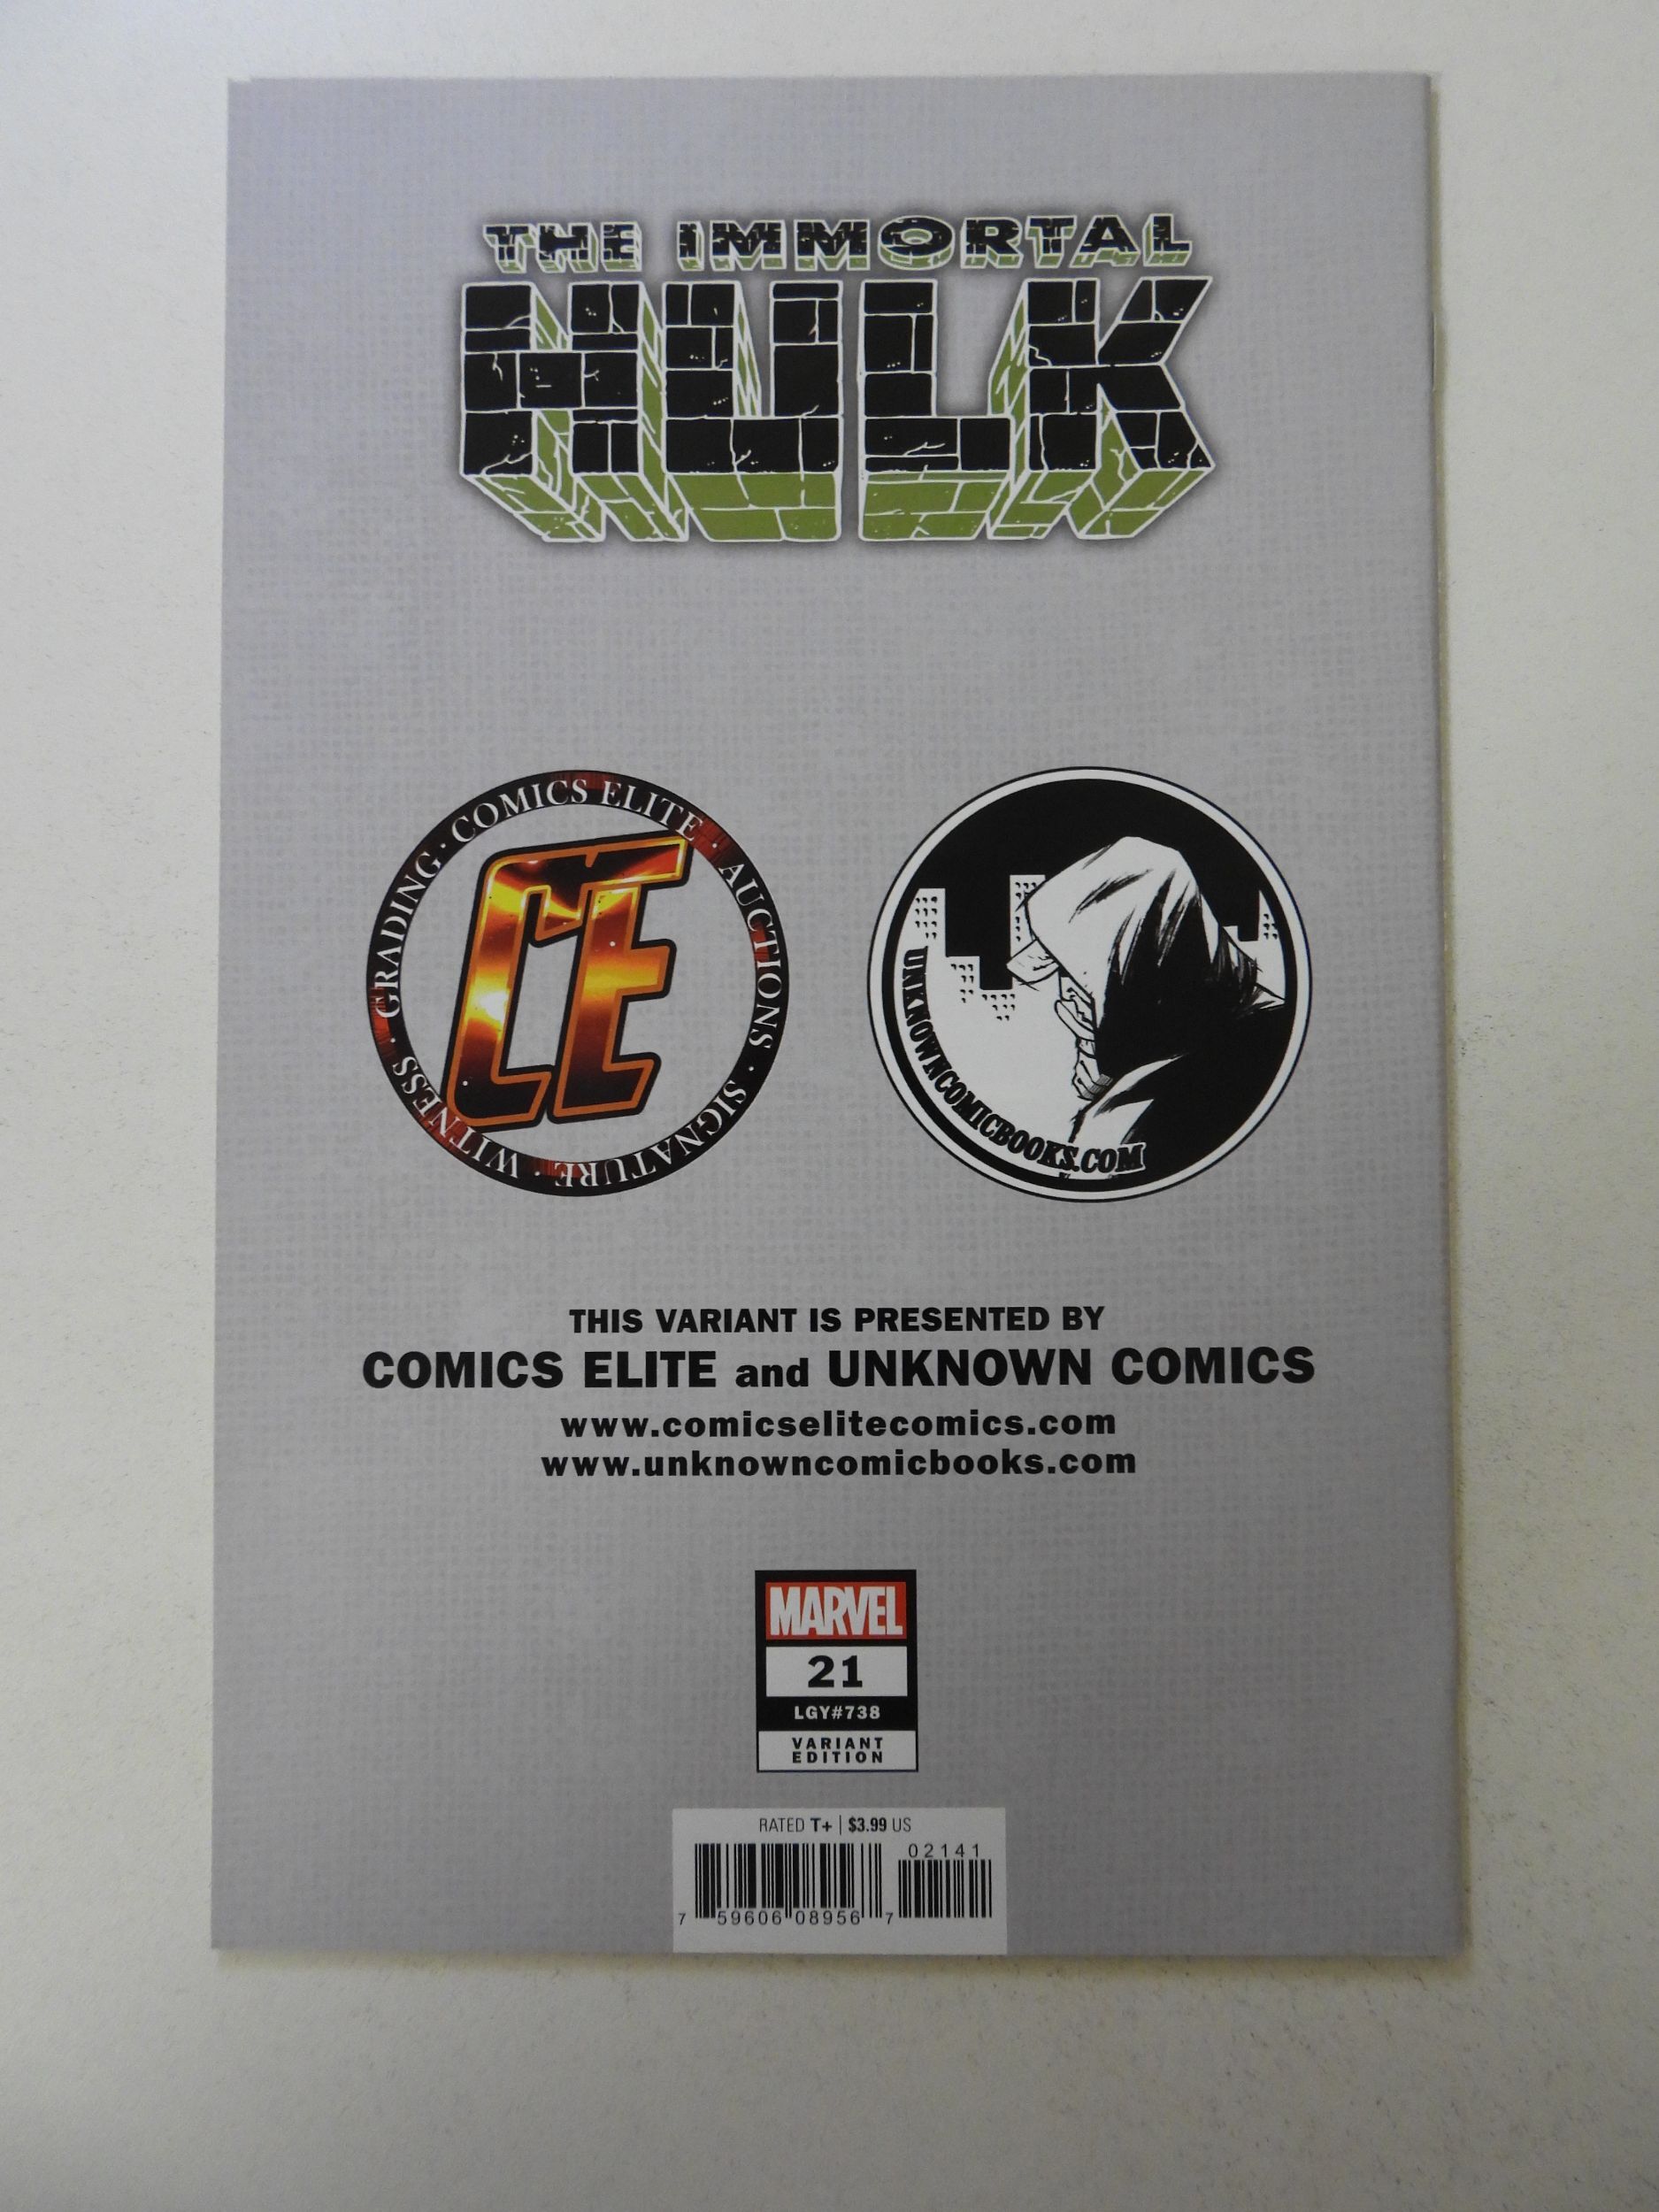 THE IMMORTAL
HULK
GRADING · COMICS ELITE · AUCTIONS · SIGNATURE · WITNESS ·
CE
UNKNOWNCOMICBOOKS.COM
THIS VARIANT IS PRESENTED BY
COMICS ELITE and UNKNOWN COMICS
www.comicselitecomics.com
www.unknowncomicbooks.com
MARVEL
21
LGY#738
VARIANT
EDITION
RATED T+ | $3.99 US
02141
7 59606 08956 7